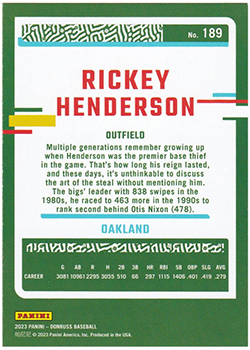 No. 189
RICKEY
HENDERSON
OUTFIELD
Multiple generations remember growing up
when Henderson was the premier base thief
in the game. That's how long his reign lasted,
and these days, it's unthinkable to discuss
the art of the steal without mentioning him.
The bigs' leader with 838 swipes in the
1980s, he raced to 463 more in the 1990s to
rank second behind Otis Nixon (478).
OAKLAND
G AB R H 2B 3B HR RBI SB OBP SLG AVG
CAREER 3081 10961 2295 3055 510 66 297 1115 1406 .401 .419 .279
PANINI
2023 PANINI – DONRUSS BASEBALL
© 2023 Panini America, Inc. Produced in the USA.